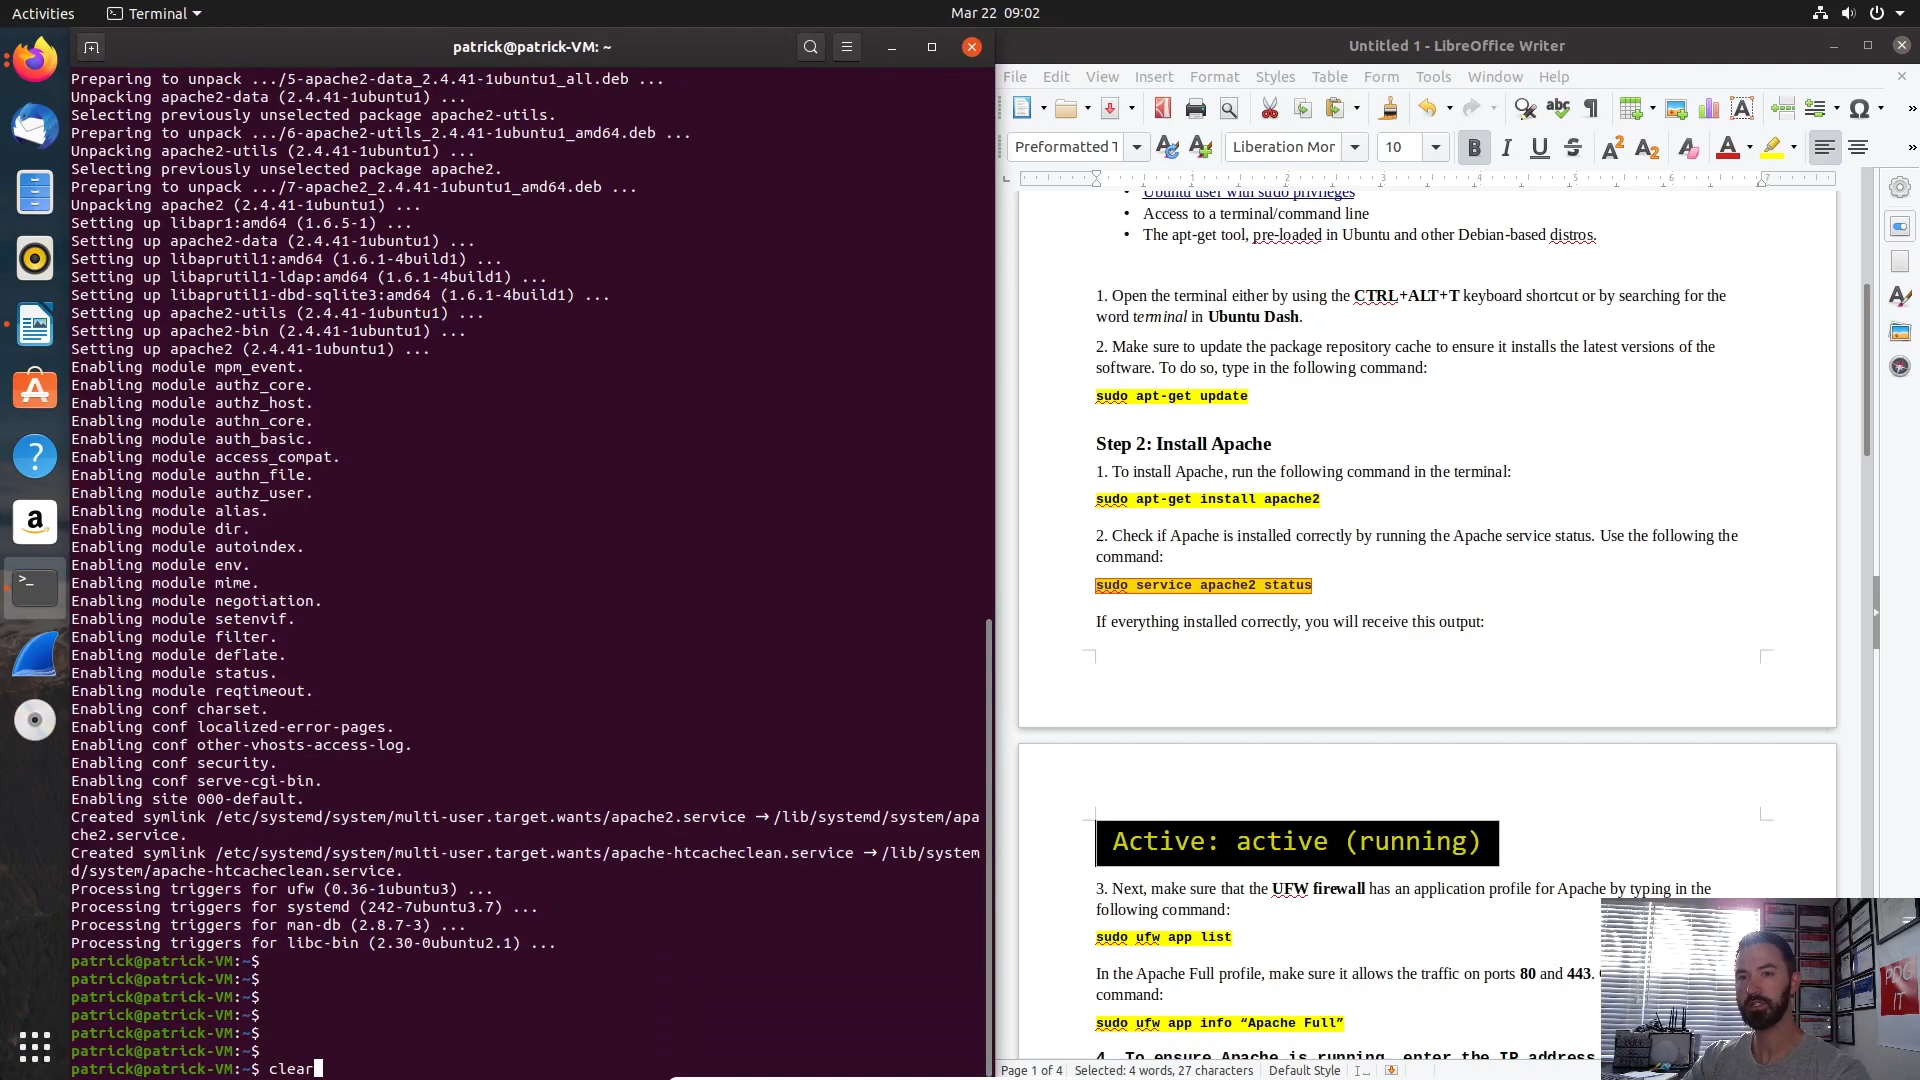 Activities
Terminal
Mar 22 09:02
patrick@patrick-VM: ~
Preparing to unpack .../5-apache2-data_2.4.41-1ubuntu1_all.deb ...
Unpacking apache2-data (2.4.41-1ubuntu1) ...
Selecting previously unselected package apache2-utils.
Preparing to unpack .../6-apache2-utils_2.4.41-1ubuntu1_amd64.deb ...
Unpacking apache2-utils (2.4.41-1ubuntu1) ...
Selecting previously unselected package apache2.
Preparing to unpack .../7-apache2_2.4.41-1ubuntu1_amd64.deb ...
Unpacking apache2 (2.4.41-1ubuntu1) ...
Setting up libapr1:amd64 (1.6.5-1) ...
Setting up apache2-data (2.4.41-1ubuntu1) ...
Setting up libaprutil1:amd64 (1.6.1-4build1) ...
Setting up libaprutil1-ldap:amd64 (1.6.1-4build1) ...
Setting up libaprutil1-dbd-sqlite3:amd64 (1.6.1-4build1) ...
Setting up apache2-utils (2.4.41-1ubuntu1) ...
Setting up apache2-bin (2.4.41-1ubuntu1) ...
Setting up apache2 (2.4.41-1ubuntu1) ...
Enabling module mpm_event.
Enabling module authz_core.
Enabling module authz_host.
Enabling module authn_core.
Enabling module auth_basic.
Enabling module access_compat.
Enabling module authn_file.
Enabling module authz_user.
Enabling module alias.
Enabling module dir.
Enabling module autoindex.
Enabling module env.
Enabling module mime.
Enabling module negotiation.
Enabling module setenvif.
Enabling module filter.
Enabling module deflate.
Enabling module status.
Enabling module reqtimeout.
Enabling conf charset.
Enabling conf localized-error-pages.
Enabling conf other-vhosts-access-log.
Enabling conf security.
Enabling conf serve-cgi-bin.
Enabling site 000-default.
Created symlink /etc/systemd/system/multi-user.target.wants/apache2.service → /lib/systemd/system/apa
che2.service.
Created symlink /etc/systemd/system/multi-user.target.wants/apache-htcacheclean.service → /lib/system
d/system/apache-htcacheclean.service.
Processing triggers for ufw (0.36-1ubuntu3) ...
Processing triggers for systemd (242-7ubuntu3.7) ...
Processing triggers for man-db (2.8.7-3) ...
Processing triggers for libc-bin (2.30-0ubuntu2.1) ...
patrick@patrick-VM:~$
patrick@patrick-VM:~$
patrick@patrick-VM:~$
patrick@patrick-VM:~$
patrick@patrick-VM:~$
patrick@patrick-VM:~$
patrick@patrick-VM:~$ clear
Untitled 1 - LibreOffice Writer
File Edit View Insert Format Styles Table Form Tools Window Help
Preformatted T
Liberation Mor
10
1 2 3 4 5 6 7
• Ubuntu user with sudo privileges
• Access to a terminal/command line
• The apt-get tool, pre-loaded in Ubuntu and other Debian-based distros.
1. Open the terminal either by using the CTRL+ALT+T keyboard shortcut or by searching for the
word terminal in Ubuntu Dash.
2. Make sure to update the package repository cache to ensure it installs the latest versions of the
software. To do so, type in the following command:
sudo apt-get update
Step 2: Install Apache
1. To install Apache, run the following command in the terminal:
sudo apt-get install apache2
2. Check if Apache is installed correctly by running the Apache service status. Use the following the
command:
sudo service apache2 status
If everything installed correctly, you will receive this output:
Active: active (running)
3. Next, make sure that the UFW firewall has an application profile for Apache by typing in the
following command:
sudo ufw app list
In the Apache Full profile, make sure it allows the traffic on ports 80 and 443.
command:
sudo ufw app info “Apache Full”
4. To ensure Apache is running, enter the IP address
Page 1 of 4
Selected: 4 words, 27 characters
Default Style
PDG
IT